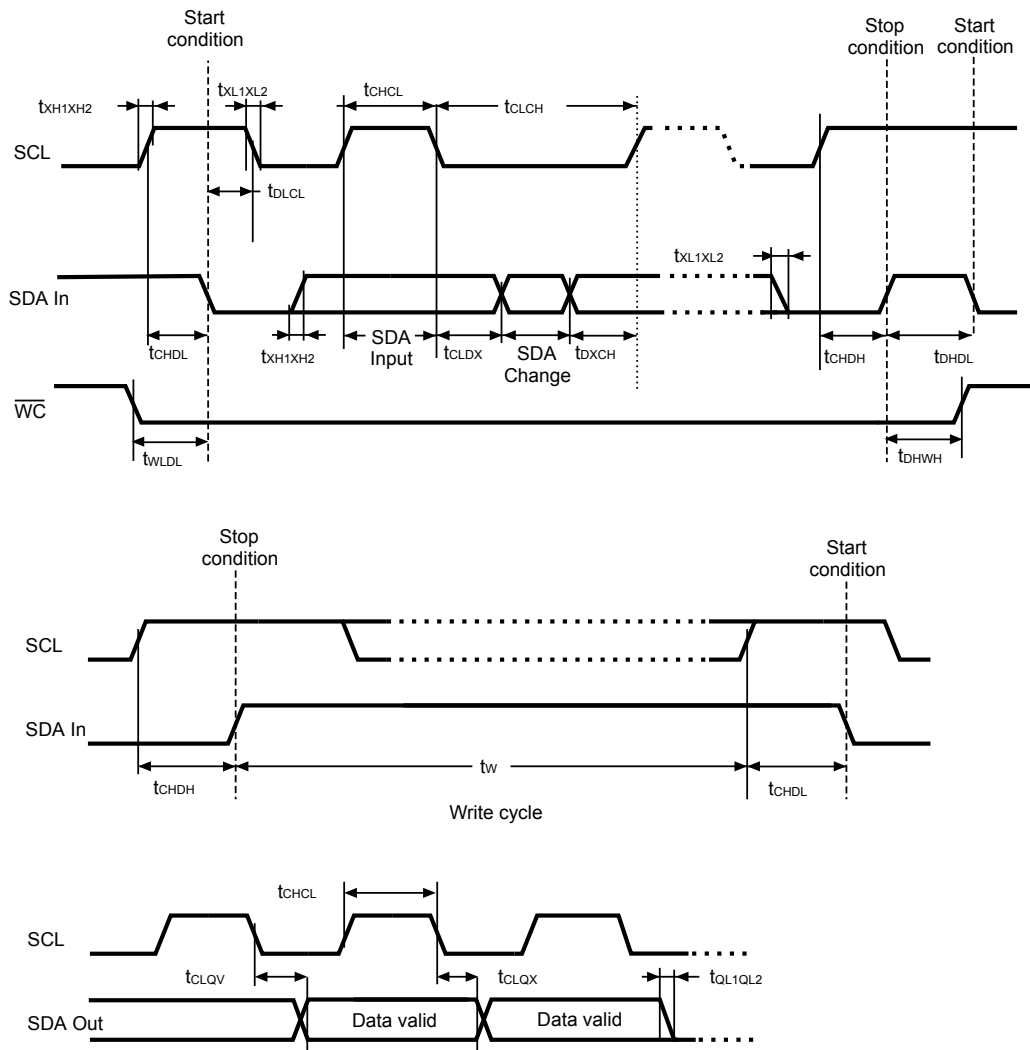 Start
condition
Stop
condition
Start
condition
tXH1XH2
tXL1XL2
tCHCL
tCLCH
SCL
tDLCL
tXL1XL2
SDA In
tCHDL
tXH1XH2
SDA
Input
tCLDX
SDA
Change
tDXCH
tCHDH
tDHDL
WC
tWLDL
tDHWH
Stop
condition
Start
condition
SCL
SDA In
tCHDH
tW
tCHDL
Write cycle
tCHCL
SCL
tCLQV
tCLQX
tQL1QL2
SDA Out
Data valid
Data valid